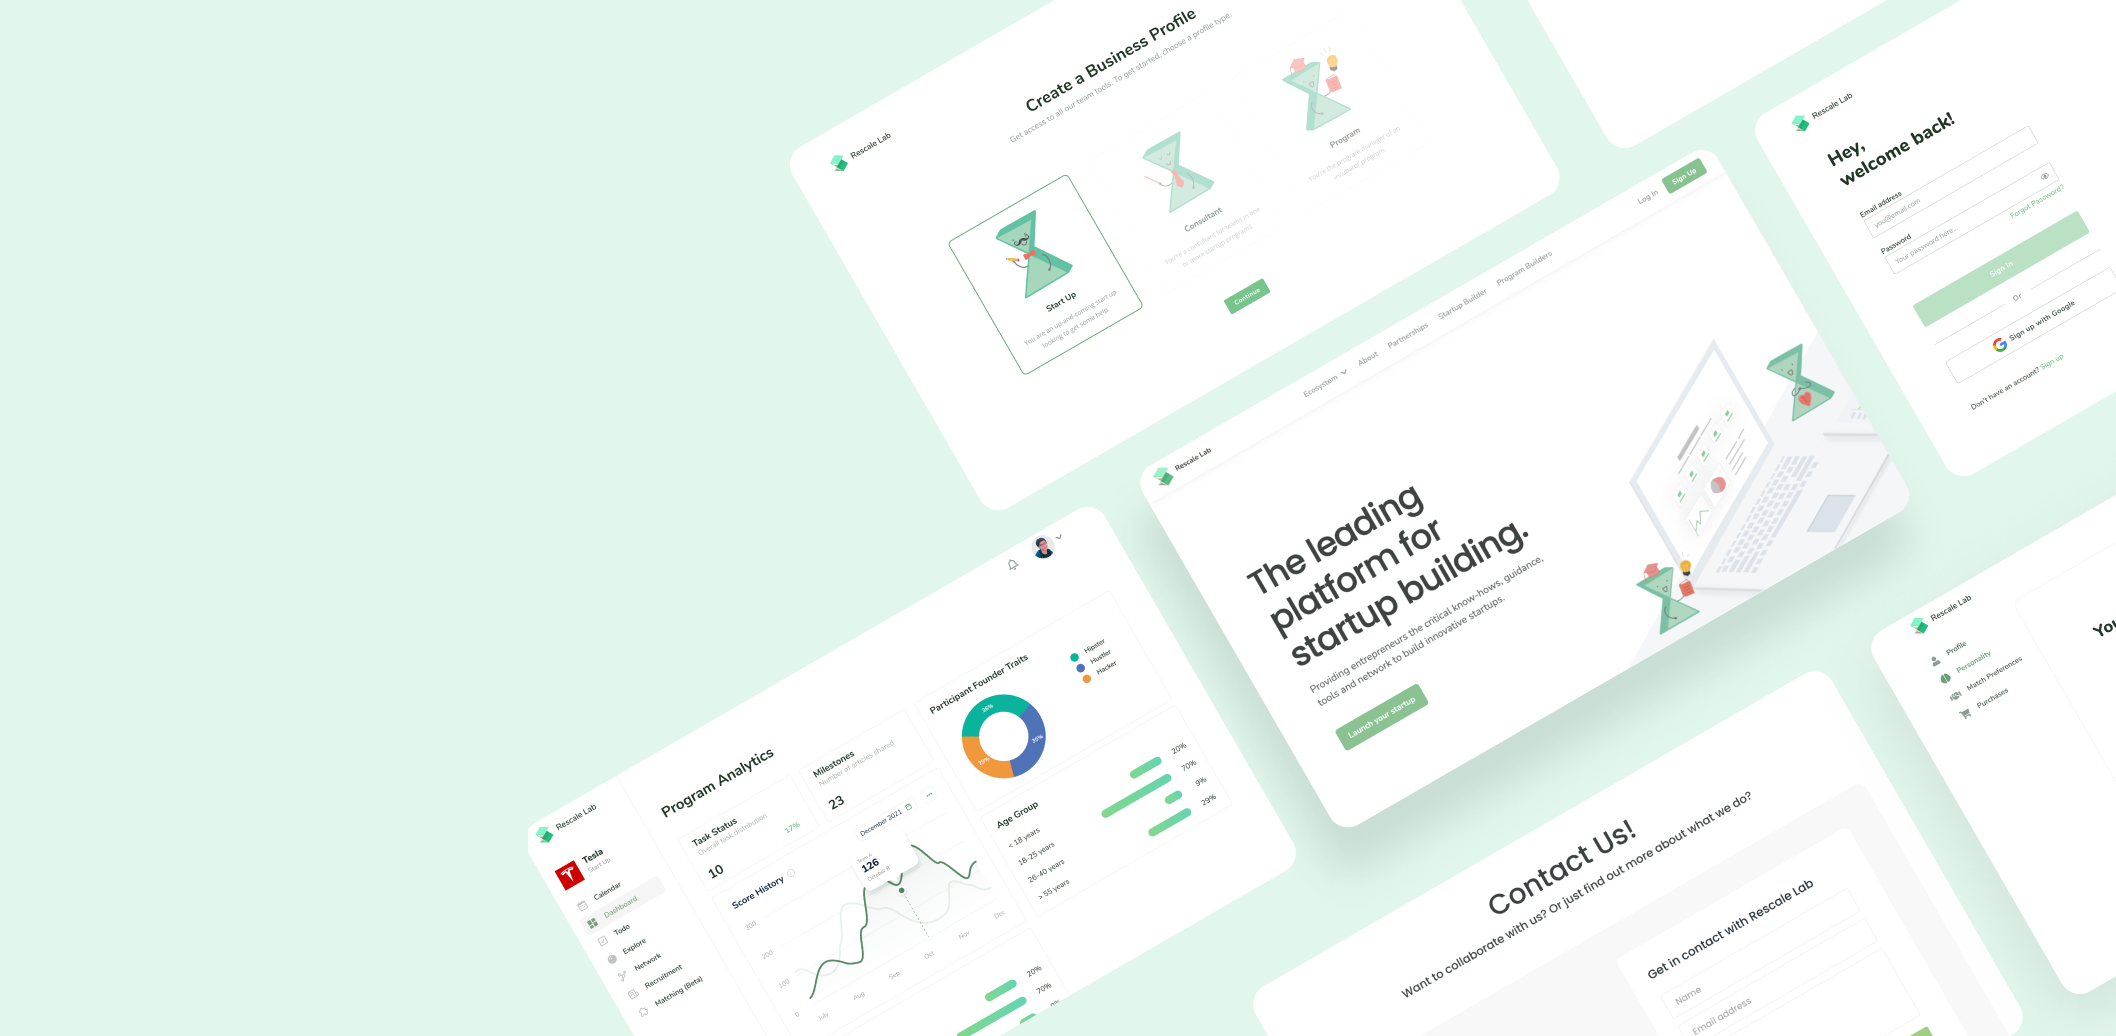 Create a Business Profile
Get access to all our team tools. To get started, choose a profile type.
Rescale Lab
Start Up
You are an up-and-coming start up
looking to get some help.
Consultant
You're a consultant for teams in one
or more startup programs.
Program
You're the program manager of an
incubator program.
Continue
Rescale Lab
Hey,
welcome back!
Email address
you@email.com
Password
Your password here...
Forgot Password?
Sign In
Or
Sign up with Google
Don't have an account? Sign up
Rescale Lab
Ecosystem
About
Partnerships
Startup Builder
Program Builders
Log In
Sign Up
The leading
platform for
startup building.
Providing entrepreneurs the critical know-hows, guidance,
tools and network to build innovative startups.
Launch your startup
Rescale Lab
Tesla
Start Up
Calendar
Dashboard
Todo
Explore
Network
Recruitment
Matching (Beta)
Program Analytics
Task Status
Overall task distribution
10
17%
Milestones
Number of articles shared
23
Score History
December 2021
126
October 8
300
200
100
0
July
Aug
Sep
Oct
Nov
Dec
Participant Founder Traits
Hipster
Hustler
Hacker
36%
35%
29%
Age Group
< 18 years
20%
18-25 years
70%
26-40 years
9%
> 55 years
29%
20%
70%
Rescale Lab
Profile
Personality
Match Preferences
Purchases
Contact Us!
Want to collaborate with us? Or just find out more about what we do?
Get in contact with Rescale Lab
Name
Email address